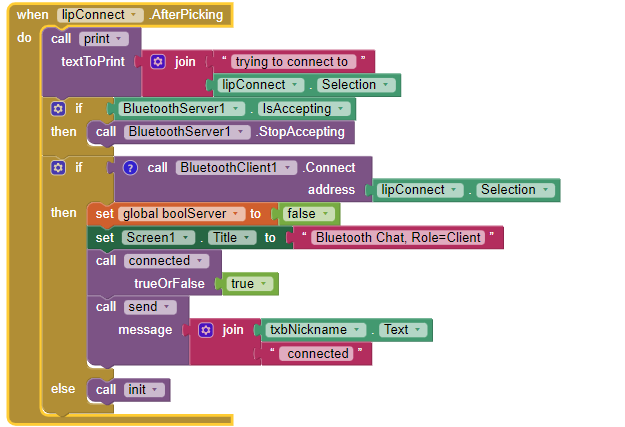 when lipConnect .AfterPicking
do call print
textToPrint join " trying to connect to "
lipConnect . Selection
if BluetoothServer1 . IsAccepting
then call BluetoothServer1 .StopAccepting
if ? call BluetoothClient1 .Connect
address lipConnect . Selection
then set global boolServer to false
set Screen1 . Title to " Bluetooth Chat, Role=Client "
call connected
trueOrFalse true
call send
message join txbNickname . Text
" connected "
else call init